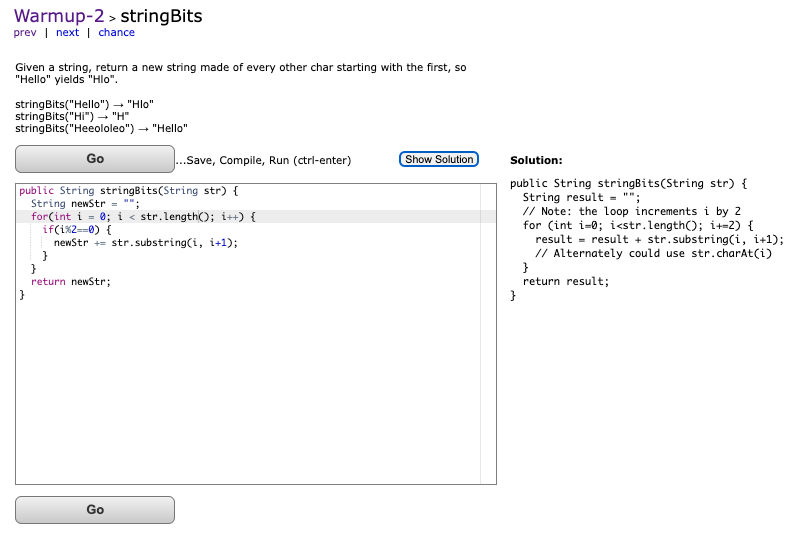 Warmup-2 > stringBits
prev | next | chance
Given a string, return a new string made of every other char starting with the first, so
"Hello" yields "Hlo".
stringBits("Hello") → "Hlo"
stringBits("Hi") → "H"
stringBits("Heeololeo") → "Hello"
Go
...Save, Compile, Run (ctrl-enter)
Show Solution
public String stringBits(String str) {
  String newStr = "";
  for(int i = 0; i < str.length(); i++) {
    if(i%2==0) {
      newStr += str.substring(i, i+1);
    }
  }
  return newStr;
}
Go
Solution:
public String stringBits(String str) {
  String result = "";
  // Note: the loop increments i by 2
  for (int i=0; i<str.length(); i+=2) {
    result = result + str.substring(i, i+1);
    // Alternately could use str.charAt(i)
  }
  return result;
}